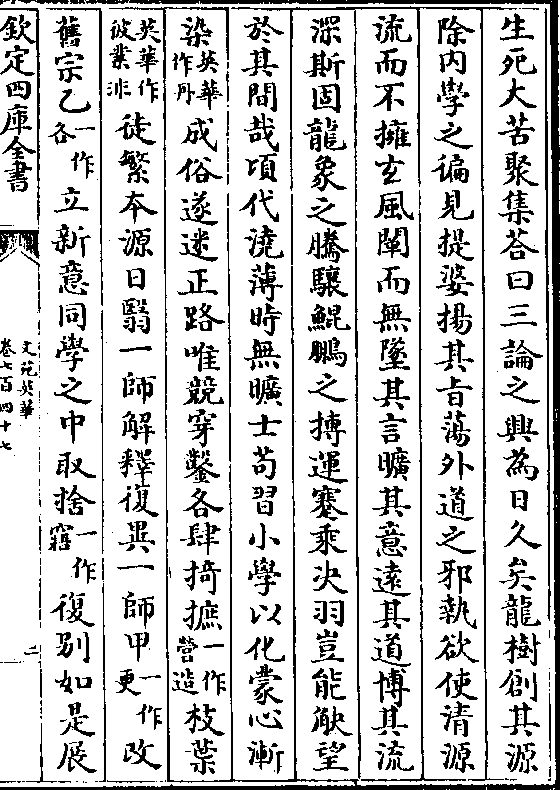 生死大苦聚集荅曰三論之興為日久矣龍樹創其源
除内學之徧見提婆揚其㫖蕩外道之邪執欲使清源
流而不擁玄風闡而無墜其言曠其意遠其道博其流
深斯固龍象之騰驤鯤鵬之摶運蹇乘决羽豈能觖望
於其間哉頃代澆薄時無曠士苟習小學以化蒙心漸
染英華作丹成俗遂迷正路唯競穿鑿各肆掎摭一作營造枝葉
英華作彼業非徒繁本源日翳一師解釋復異一師甲一作更改
舊宗乙一作各立新意同學之中取捨一作寤復别如是展
欽定四庫全書
文苑英華
卷七百四十七
二